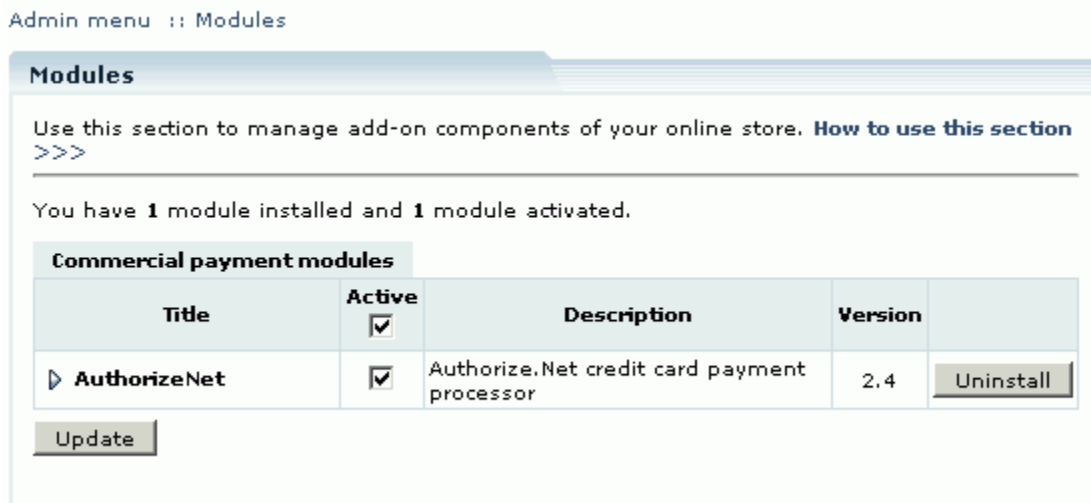 Admin menu :: Modules
Modules
Use this section to manage add-on components of your online store. How to use this section
>>>
You have 1 module installed and 1 module activated.
Commercial payment modules
Title Active Description Version
AuthorizeNet Authorize.Net credit card payment processor 2.4 Uninstall
Update